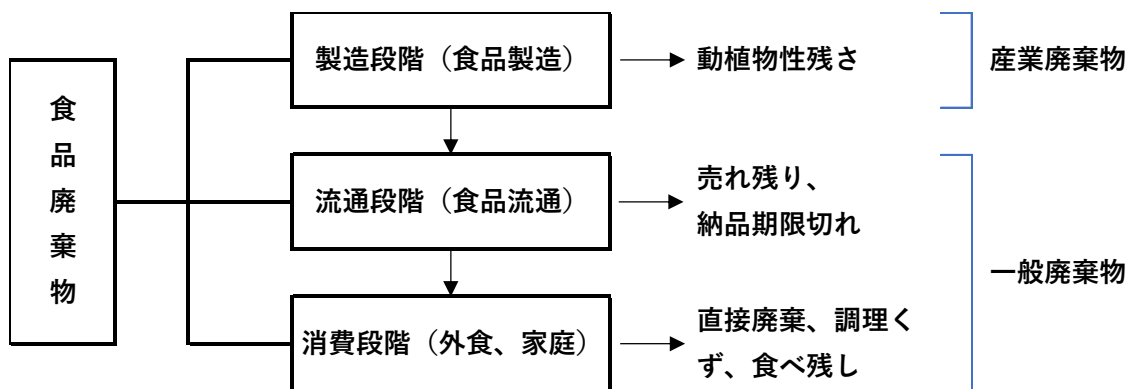 食品廃棄物
製造段階（食品製造）
動植物性残さ
産業廃棄物
流通段階（食品流通）
売れ残り、
納品期限切れ
一般廃棄物
消費段階（外食、家庭）
直接廃棄、調理く
ず、食べ残し